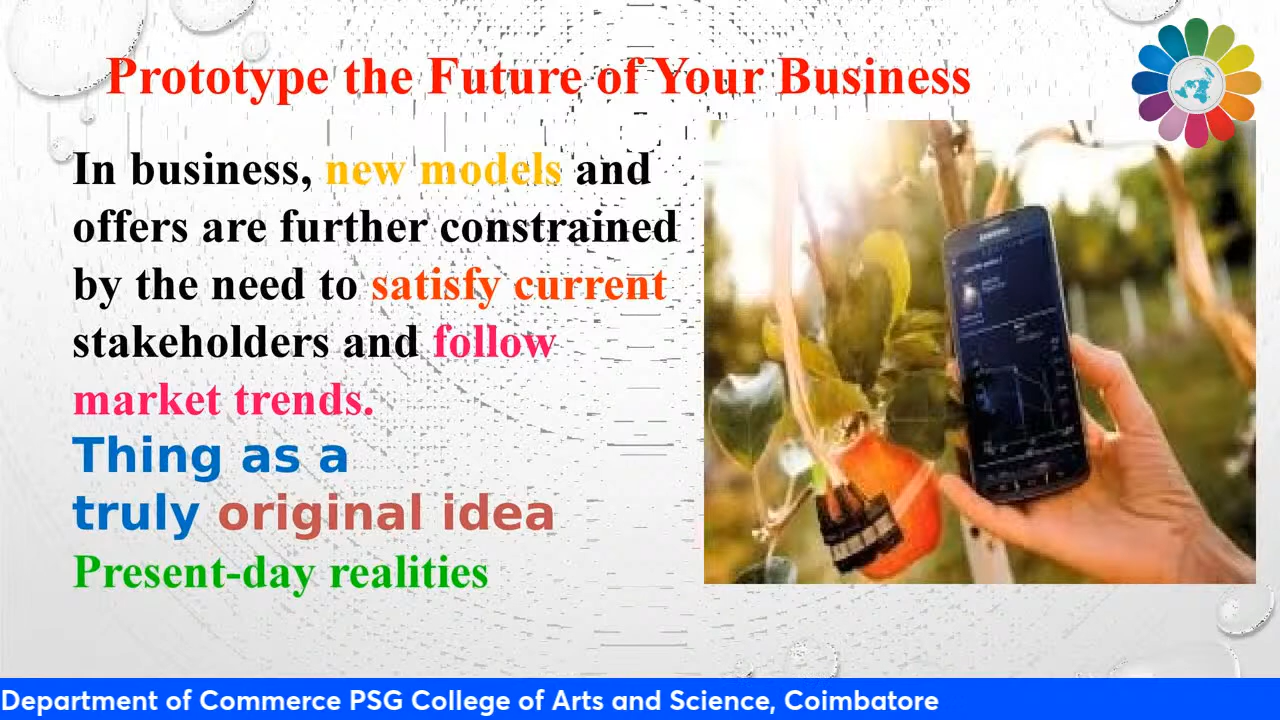 Prototype the Future of Your Business
In business, new models and
offers are further constrained
by the need to satisfy current
stakeholders and follow
market trends.
Thing as a
truly original idea
Present-day realities
SAMSUNG
Department of Commerce PSG College of Arts and Science, Coimbatore